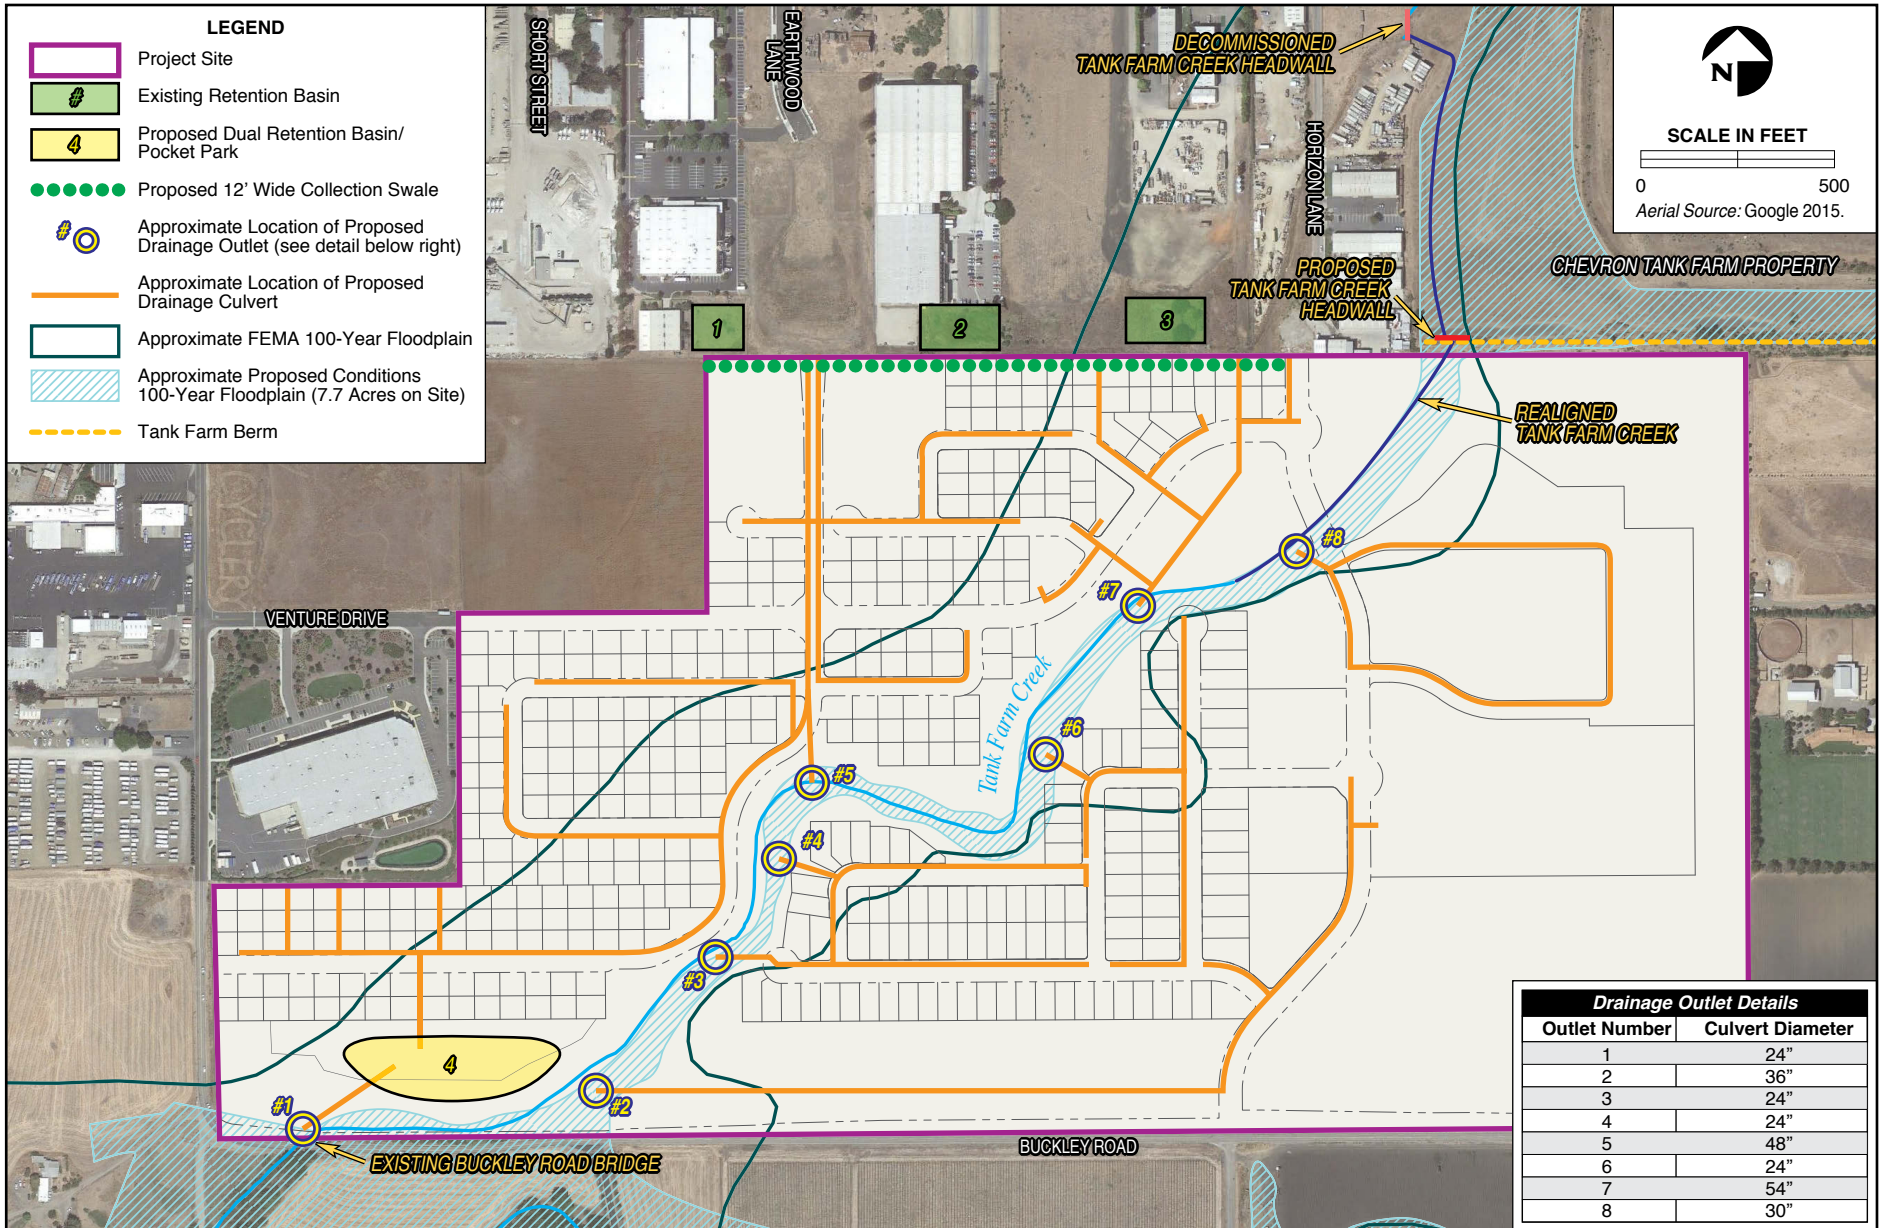 LEGEND
Project Site
#
Existing Retention Basin
4
Proposed Dual Retention Basin/
Pocket Park
Proposed 12' Wide Collection Swale
#
Approximate Location of Proposed
Drainage Outlet (see detail below right)
Approximate Location of Proposed
Drainage Culvert
Approximate FEMA 100-Year Floodplain
Approximate Proposed Conditions
100-Year Floodplain (7.7 Acres on Site)
Tank Farm Berm
SHORT STREET
EARTHWOOD
LANE
HORIZON LANE
DECOMMISSIONED
TANK FARM CREEK HEADWALL
N
SCALE IN FEET
0 500
Aerial Source: Google 2015.
CHEVRON TANK FARM PROPERTY
PROPOSED
TANK FARM CREEK
HEADWALL
1
2
3
REALIGNED
TANK FARM CREEK
VENTURE DRIVE
Tank Farm Creek
#8
#7
#6
#5
#4
#3
4
#2
#1
EXISTING BUCKLEY ROAD BRIDGE
BUCKLEY ROAD
Drainage Outlet Details
Outlet Number Culvert Diameter
1 24”
2 36”
3 24”
4 24”
5 48”
6 24”
7 54”
8 30”